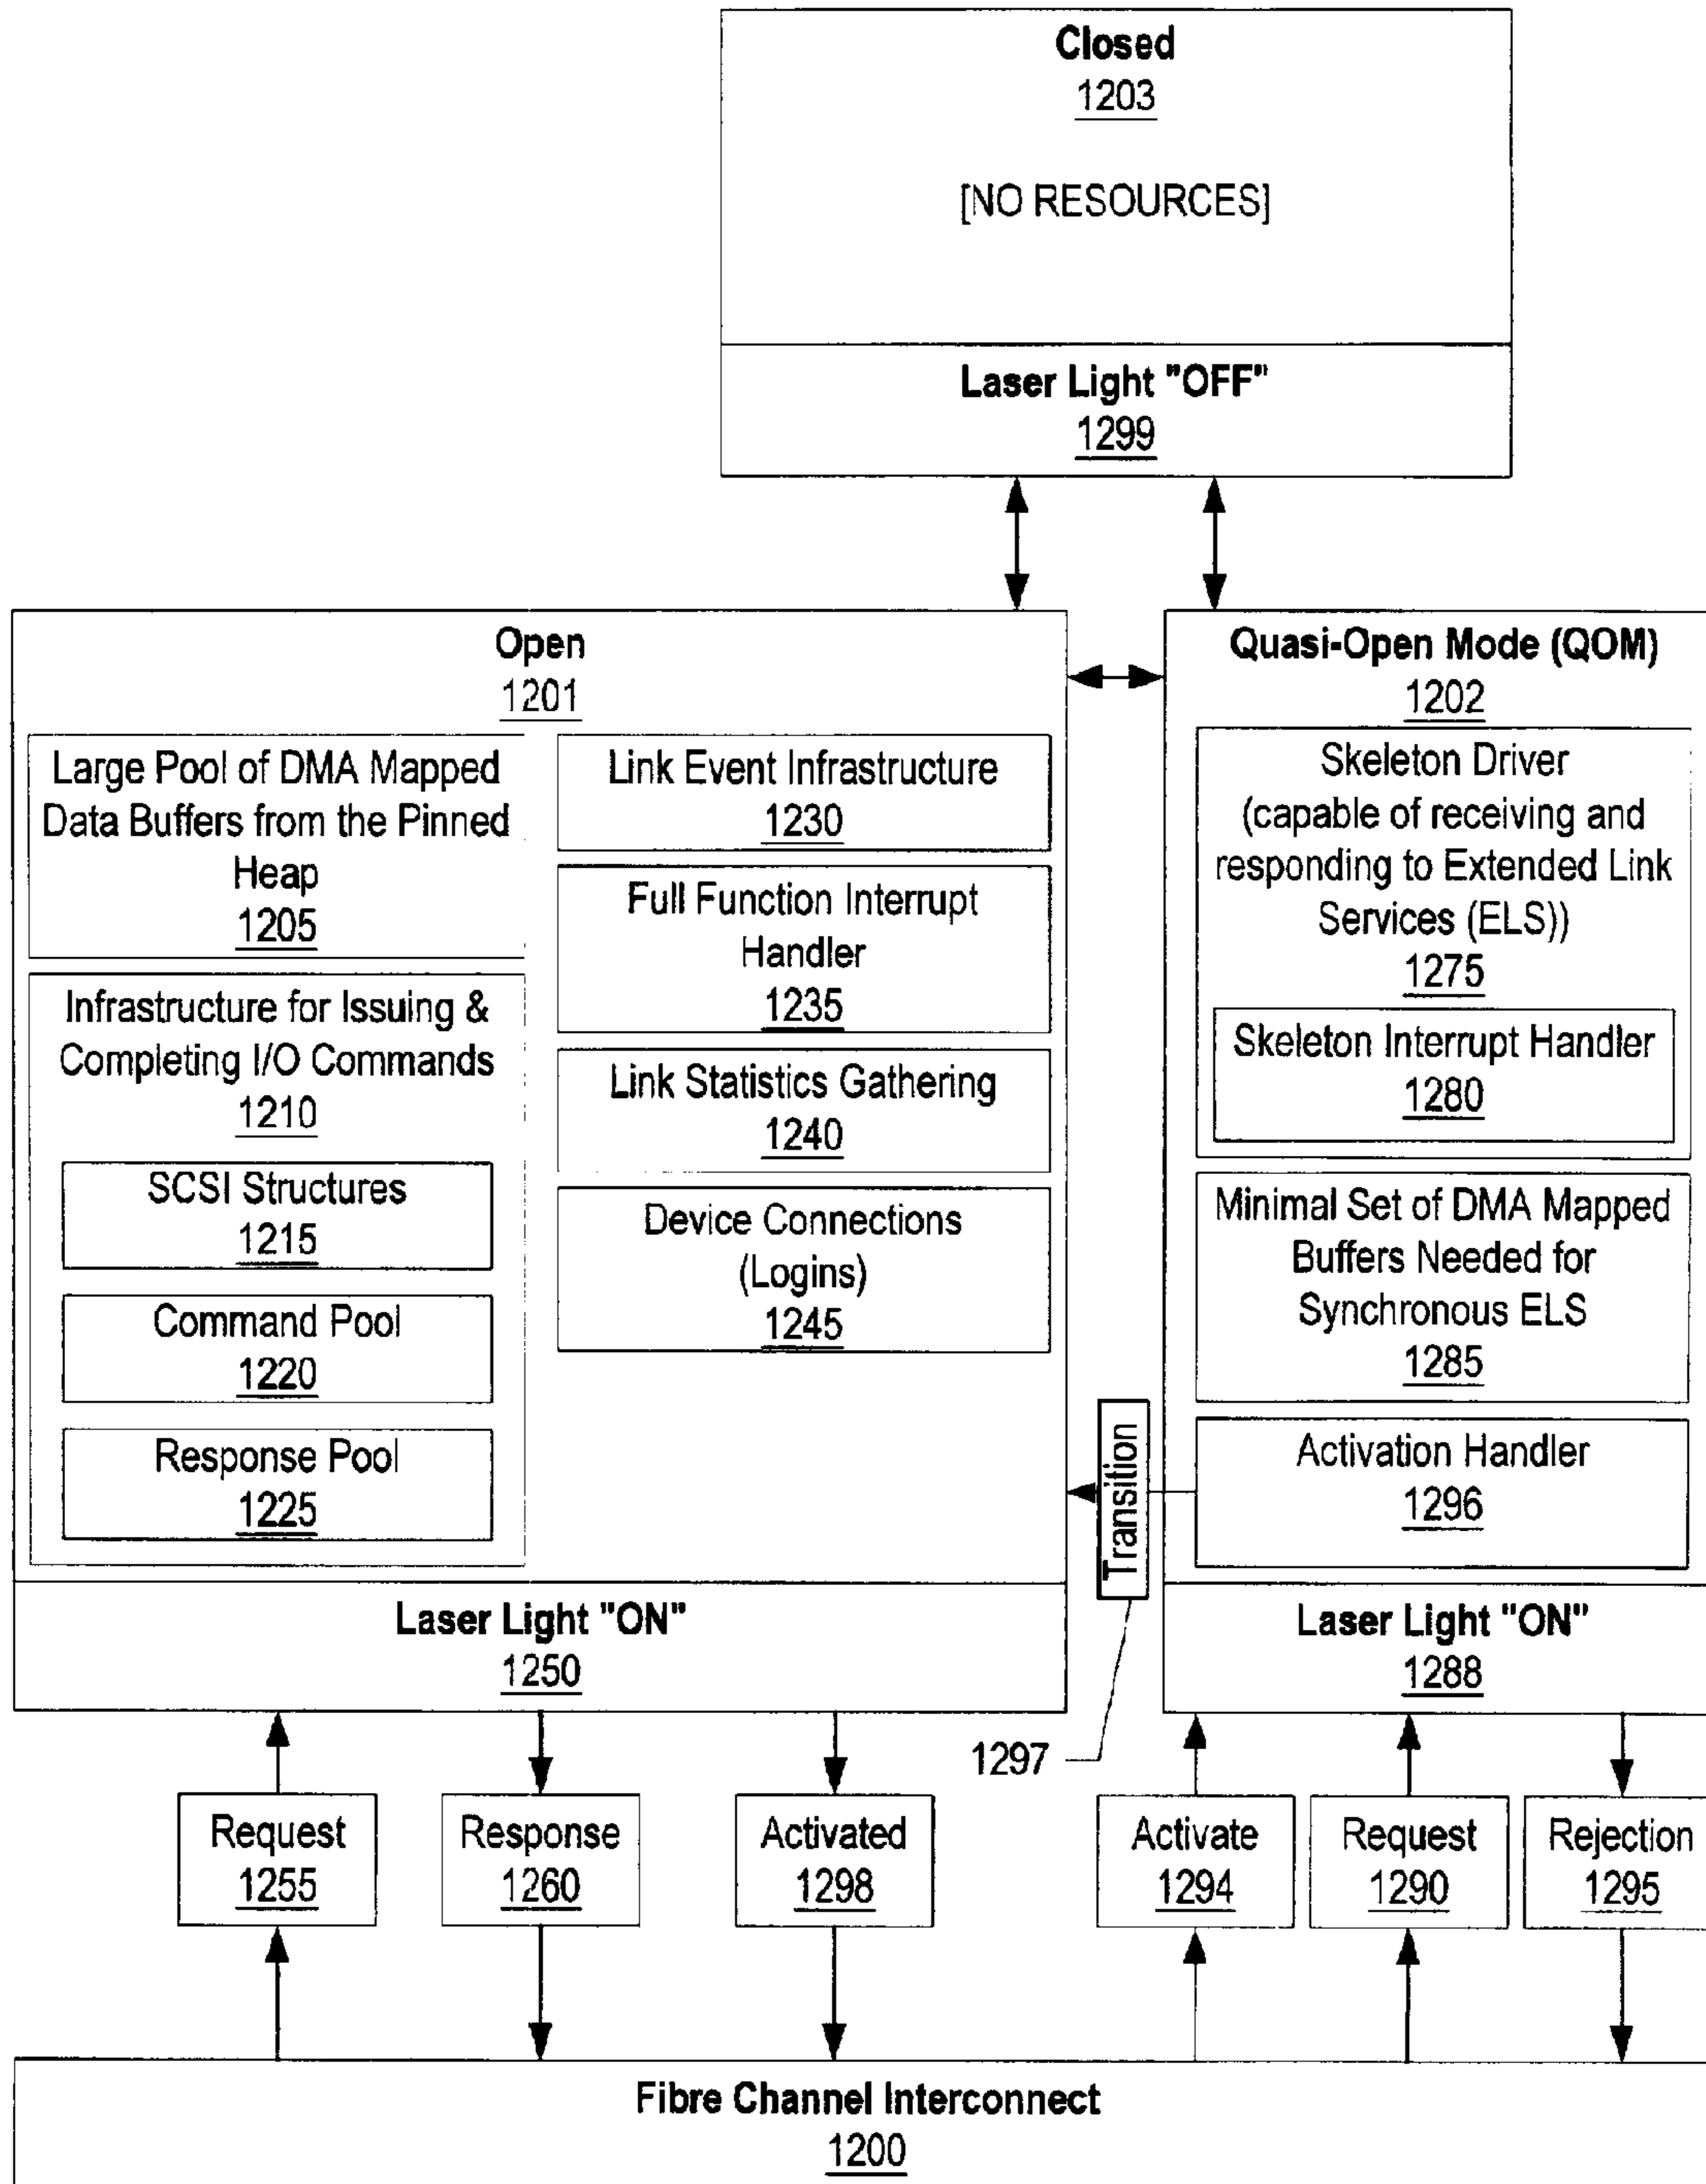 Closed
1203
[NO RESOURCES]
Laser Light "OFF"
1299
Open
1201
Large Pool of DMA Mapped
Data Buffers from the Pinned
Heap
1205
Infrastructure for Issuing &
Completing I/O Commands
1210
SCSI Structures
1215
Command Pool
1220
Response Pool
1225
Link Event Infrastructure
1230
Full Function Interrupt
Handler
1235
Link Statistics Gathering
1240
Device Connections
(Logins)
1245
Laser Light "ON"
1250
Quasi-Open Mode (QOM)
1202
Skeleton Driver
(capable of receiving and
responding to Extended Link
Services (ELS))
1275
Skeleton Interrupt Handler
1280
Minimal Set of DMA Mapped
Buffers Needed for
Synchronous ELS
1285
Activation Handler
1296
Transition
1297
Laser Light "ON"
1288
Request
1255
Response
1260
Activated
1298
Activate
1294
Request
1290
Rejection
1295
Fibre Channel Interconnect
1200